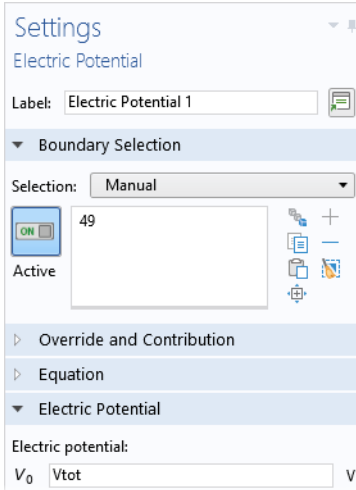 Settings
Electric Potential
Label: Electric Potential 1
Boundary Selection
Selection: Manual
ON
49
Active
Override and Contribution
Equation
Electric Potential
Electric potential:
V0 Vtot V